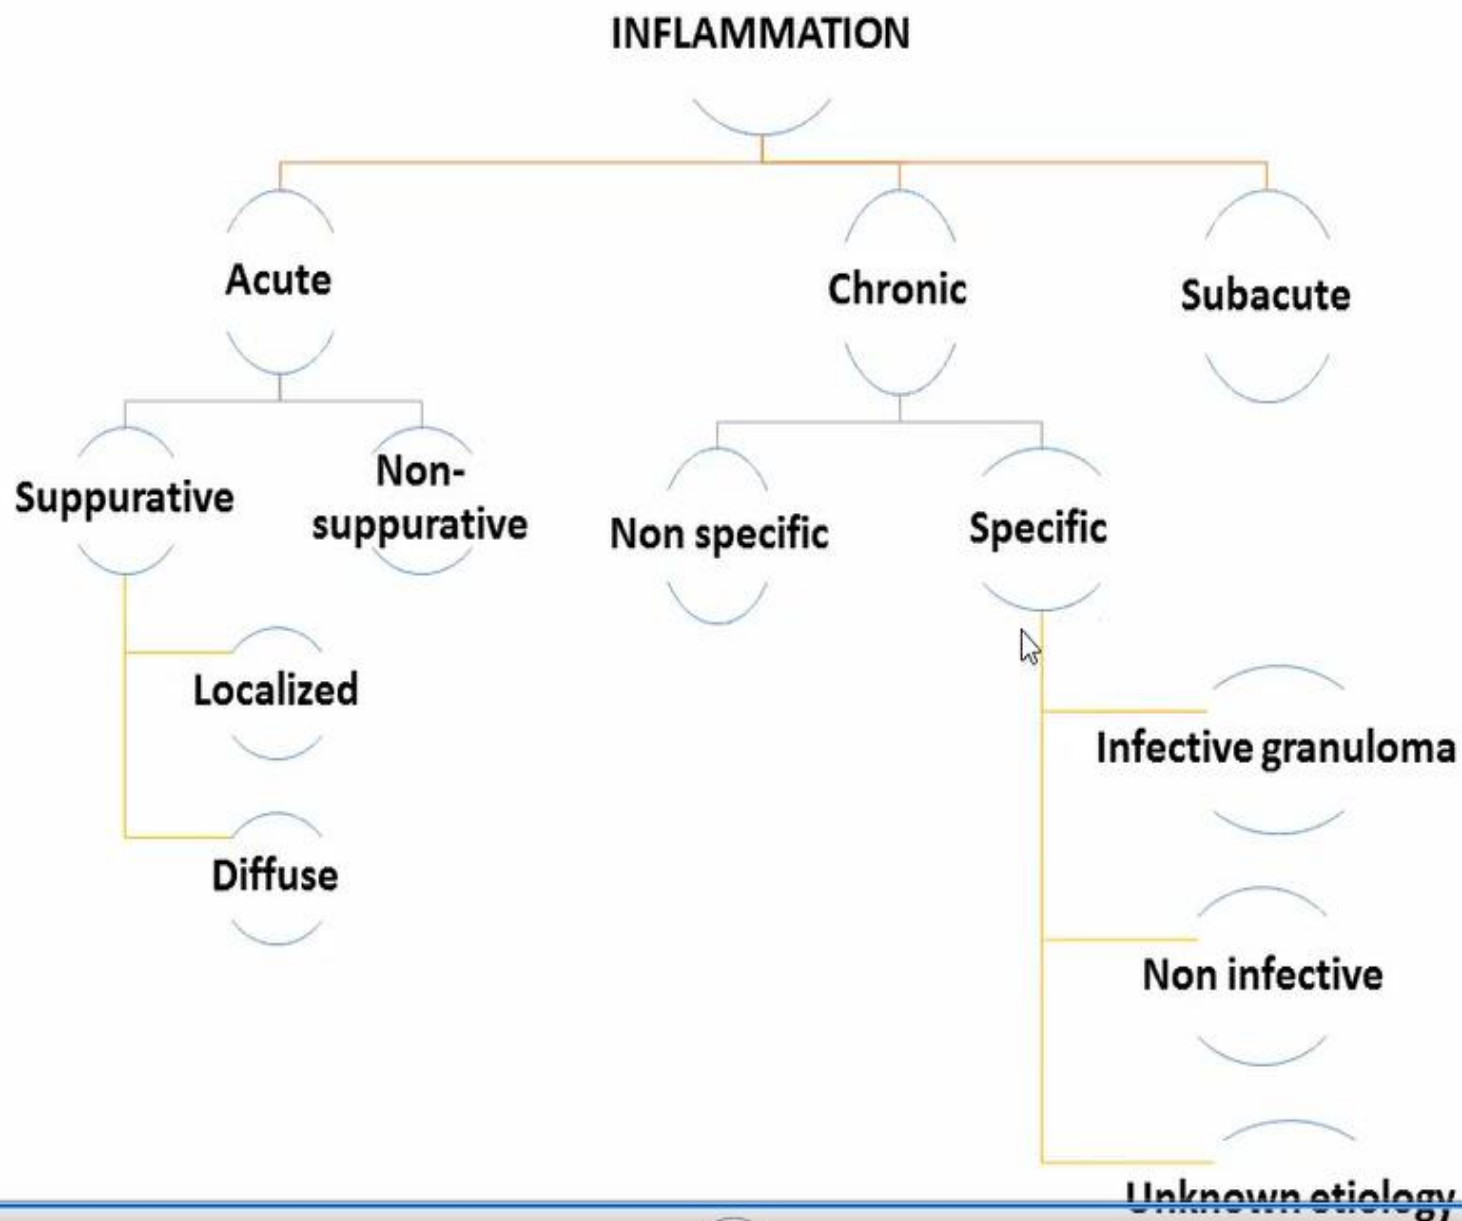 INFLAMMATION
Acute
Chronic
Subacute
Suppurative
Non-
suppurative
Non specific
Specific
Localized
Diffuse
Infective granuloma
Non infective
Unknown etiology